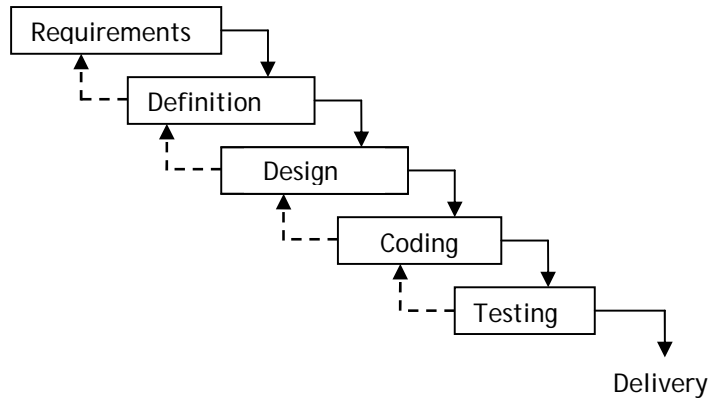 Requirements
Definition
Design
Coding
Testing
Delivery